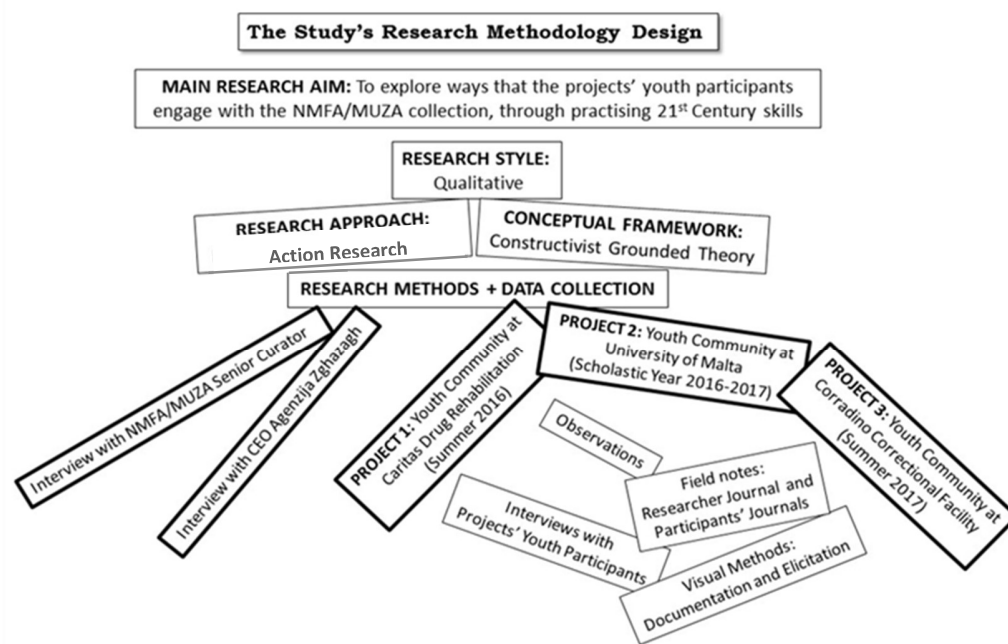 The Study's Research Methodology Design
MAIN RESEARCH AIM: To explore ways that the projects' youth participants
engage with the NMFA/MUZA collection, through practising 21st Century skills
RESEARCH STYLE:
Qualitative
RESEARCH APPROACH:
Action Research
CONCEPTUAL FRAMEWORK:
Constructivist Grounded Theory
RESEARCH METHODS + DATA COLLECTION
Interview with NMFA/MUZA Senior Curator
Interview with CEO Agenzija Zghazagh
PROJECT 1: Youth Community at
Caritas Drug Rehabilitation
(Summer 2016)
PROJECT 2: Youth Community at
University of Malta
(Scholastic Year 2016-2017)
PROJECT 3: Youth Community at
Corradino Correctional Facility
(Summer 2017)
Observations
Field notes:
Researcher Journal and
Participants' Journals
Interviews with
Projects' Youth Participants
Visual Methods:
Documentation and Elicitation